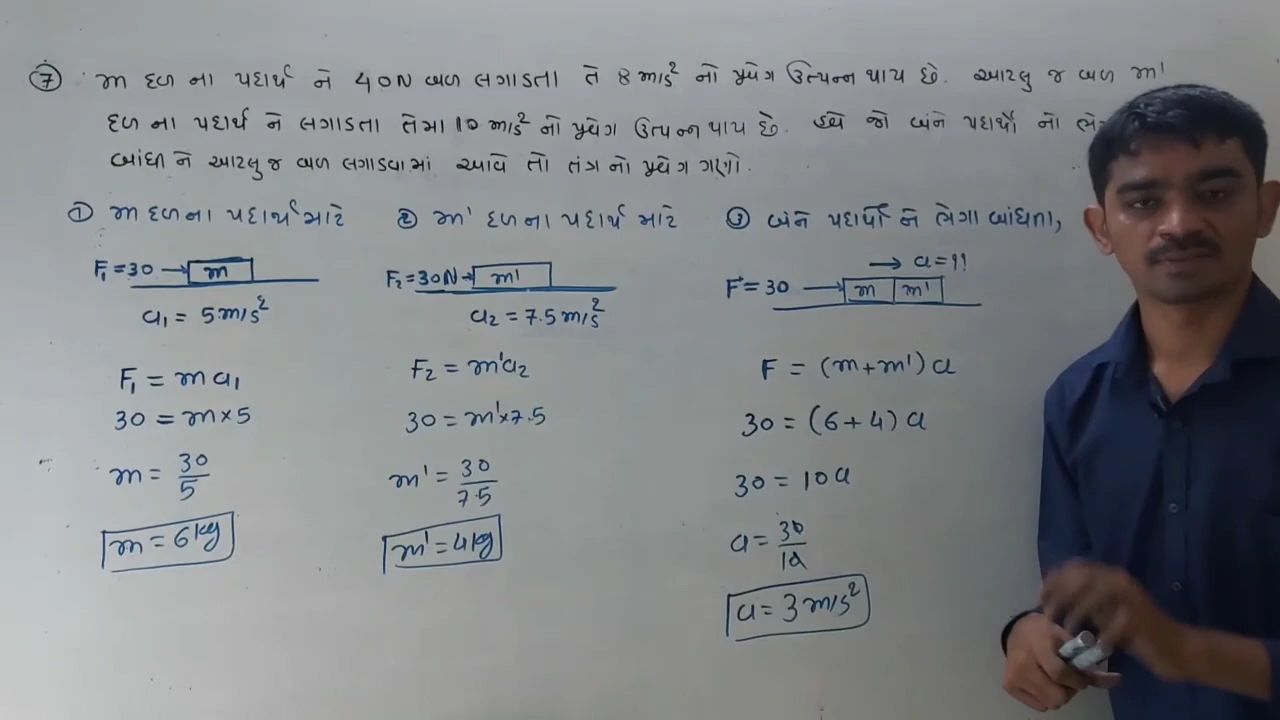 ⑦ m દળ ના પદાર્થ ને 40N બળ લગાડતા તે 8 m/s² નો પ્રવેગ ઉત્પન્ન થાય છે. આટલુ જ બળ m'
દળ ના પદાર્થ ને લગાડતા તેમા 10 m/s² નો પ્રવેગ ઉત્પન્ન થાય છે. હવે જો બંને પદાર્થો નો
બાંધી ને આટલુ જ બળ લગાડવામાં આવે તો તંત્ર નો પ્રવેગ ગણો.
① m દળના પદાર્થ માટે
F₁ = 30 → m
a₁ = 5 m/s²
F₁ = m a₁
30 = m × 5
m = 30/5
m = 6 kg
② m' દળના પદાર્થ માટે
F₂ = 30N → m'
a₂ = 7.5 m/s²
F₂ = m'a₂
30 = m' × 7.5
m' = 30/7.5
m' = 4 kg
③ બંને પદાર્થો ને ભેગા બાંધતા,
→ a = ??
F = 30 → m m'
F = (m + m') a
30 = (6 + 4) a
30 = 10 a
a = 30/10
a = 3 m/s²